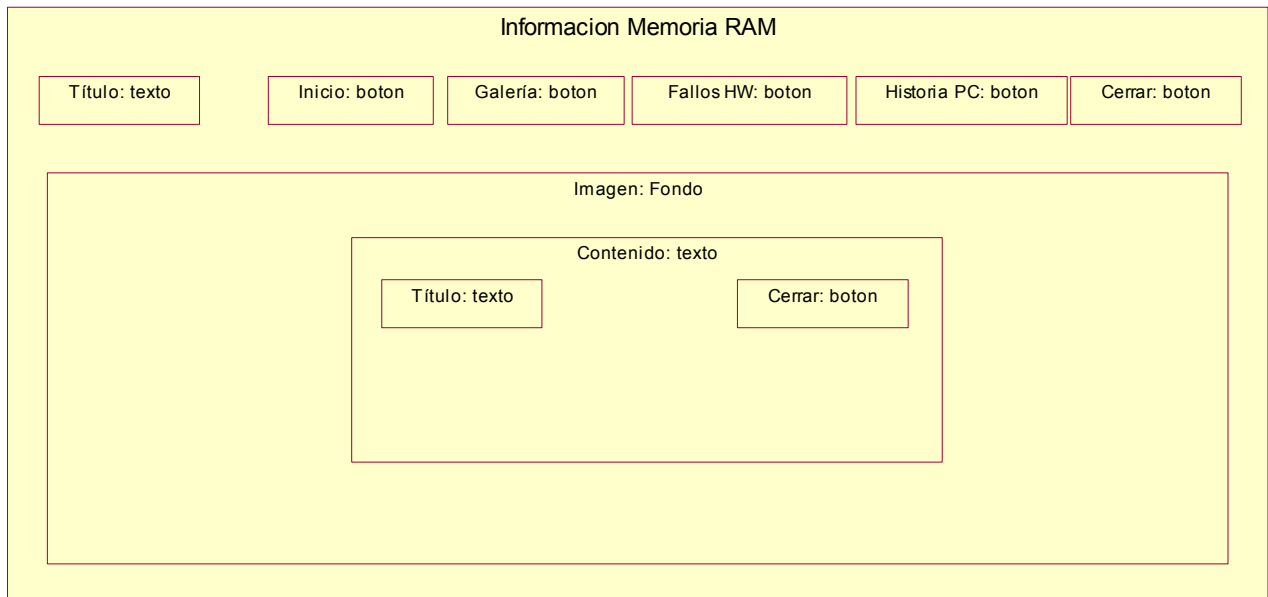 Informacion Memoria RAM
Título: texto
Inicio: boton
Galería: boton
Fallos HW: boton
Historia PC: boton
Cerrar: boton
Imagen: Fondo
Contenido: texto
Título: texto
Cerrar: boton